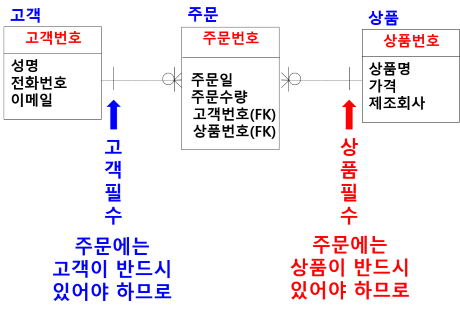 고객
고객번호
성명
전화번호
이메일
주문
주문번호
주문일
주문수량
고객번호(FK)
상품번호(FK)
상품
상품번호
상품명
가격
제조회사
고
객
필
수
주문에는
고객이 반드시
있어야 하므로
상
품
필
수
주문에는
상품이 반드시
있어야 하므로